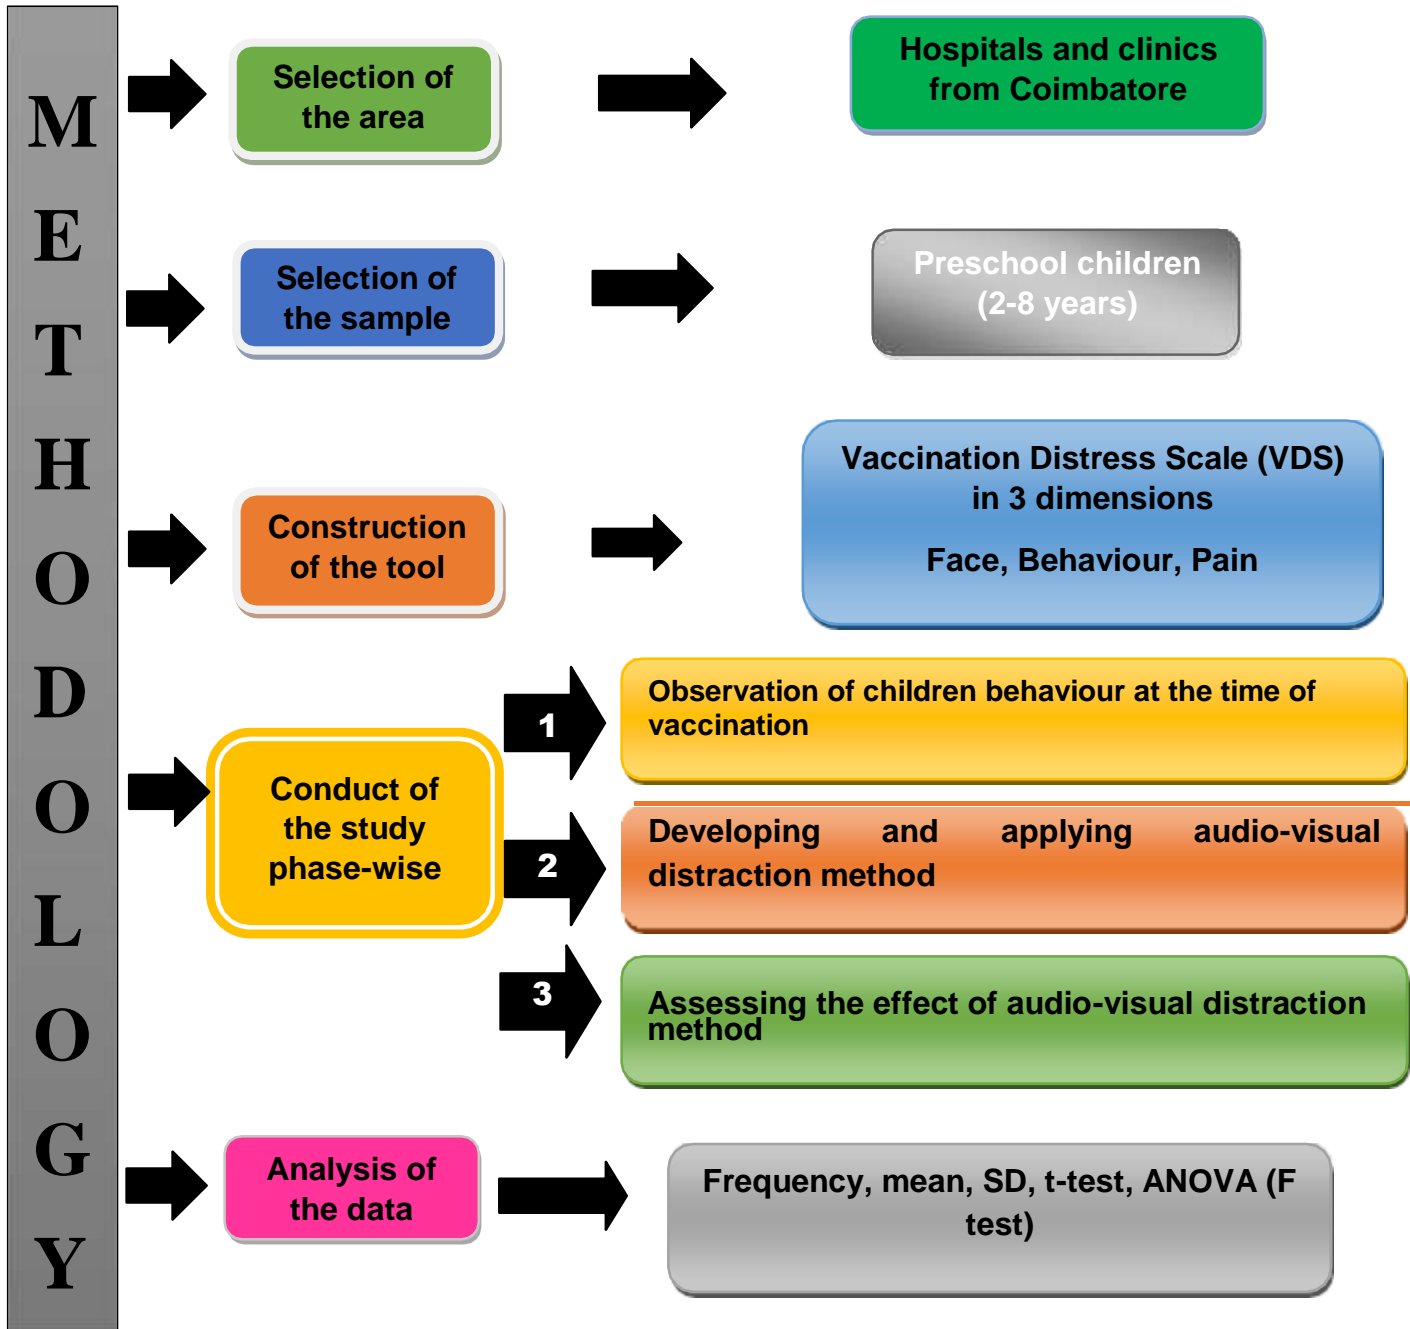 METHODOLOGY
Selection of
the area
Hospitals and clinics
from Coimbatore
Selection of
the sample
Preschool children
(2-8 years)
Construction
of the tool
Vaccination Distress Scale (VDS)
in 3 dimensions
Face, Behaviour, Pain
Conduct of
the study
phase-wise
1
Observation of children behaviour at the time of
vaccination
2
Developing and applying audio-visual
distraction method
3
Assessing the effect of audio-visual distraction
method
Analysis of
the data
Frequency, mean, SD, t-test, ANOVA (F
test)